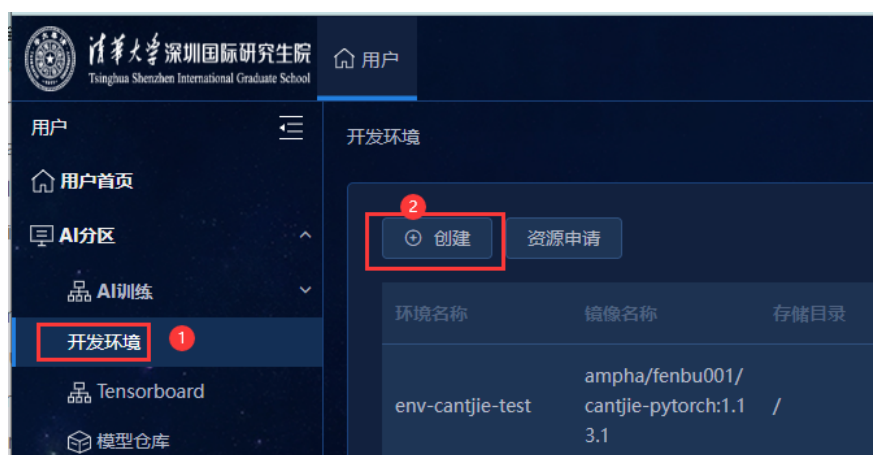 清华大学深圳国际研究生院
Tsinghua Shenzhen International Graduate School
用户
用户
开发环境
用户首页
2
AI分区
创建
资源申请
AI训练
环境名称
镜像名称
存储目录
开发环境
1
Tensorboard
env-cantjie-test
ampha/fenbu001/
cantjie-pytorch:1.1
3.1
/
模型仓库